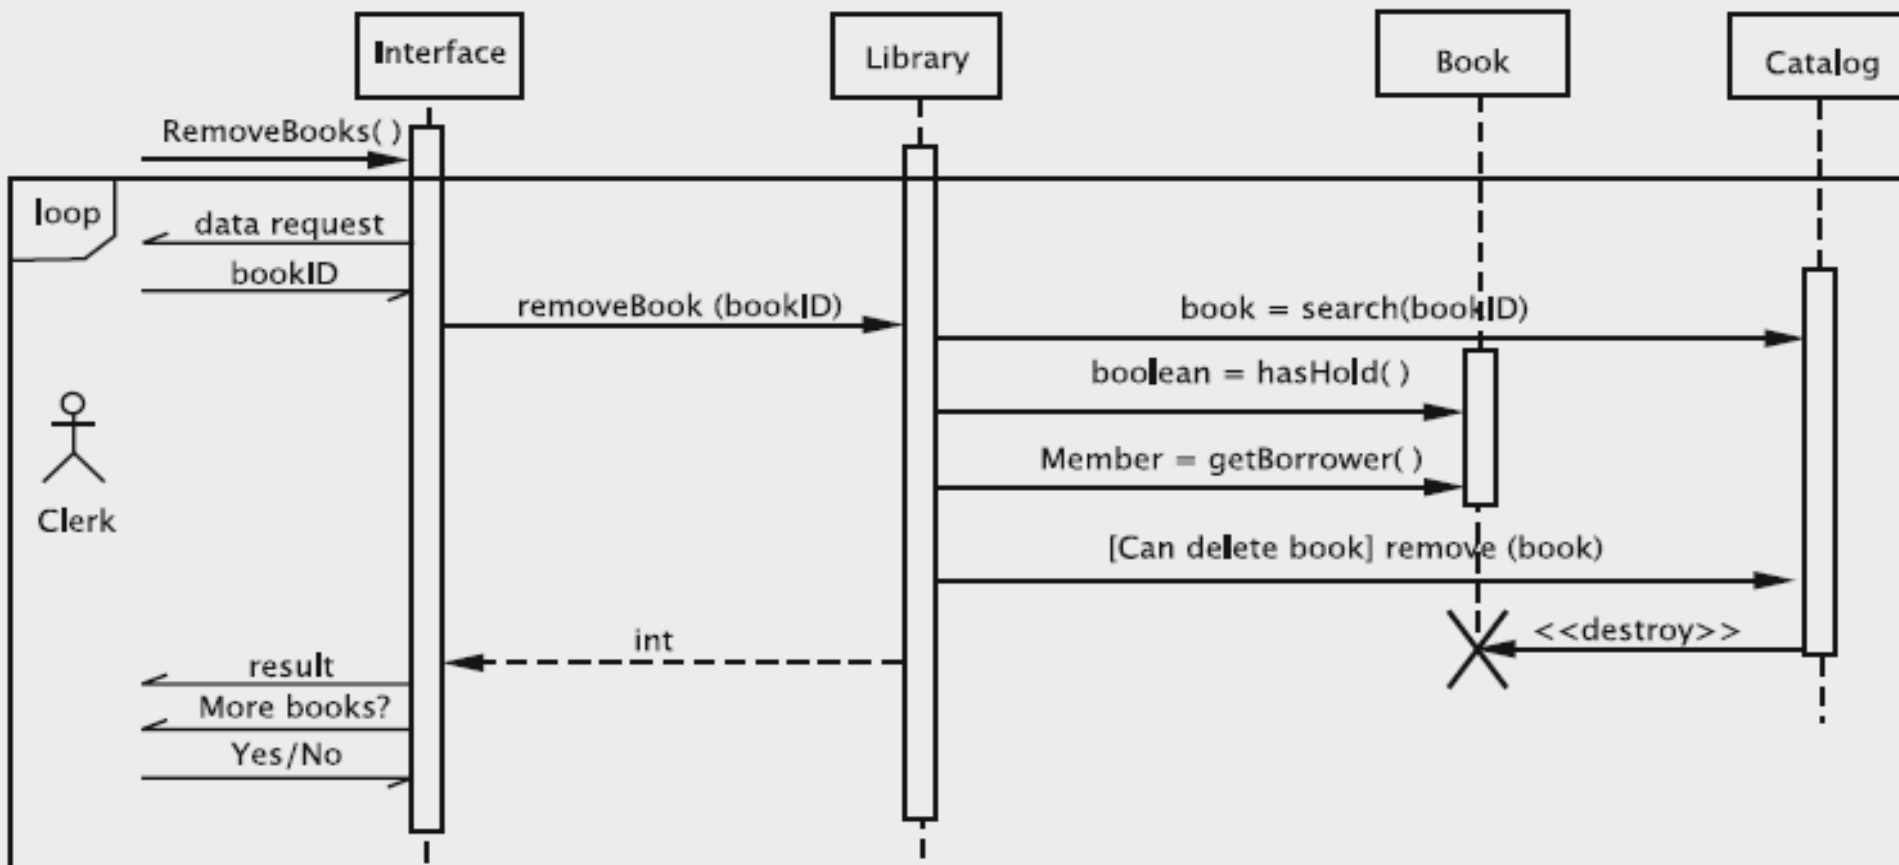 Interface
Library
Book
Catalog
RemoveBooks( )
loop
data request
bookID
removeBook (bookID)
book = search(bookID)
boolean = hasHold( )
Member = getBorrower( )
Clerk
[Can delete book] remove (book)
<<destroy>>
int
result
More books?
Yes/No